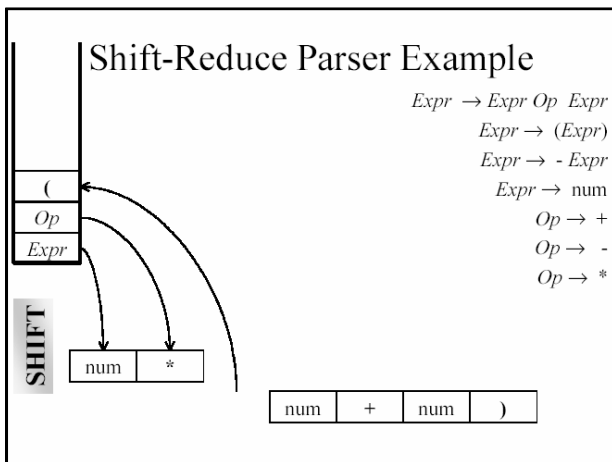 Shift-Reduce Parser Example
Expr → Expr Op Expr
Expr → (Expr)
Expr → - Expr
Expr → num
Op → +
Op → -
Op → *
(
Op
Expr
SHIFT
num *
num + num )